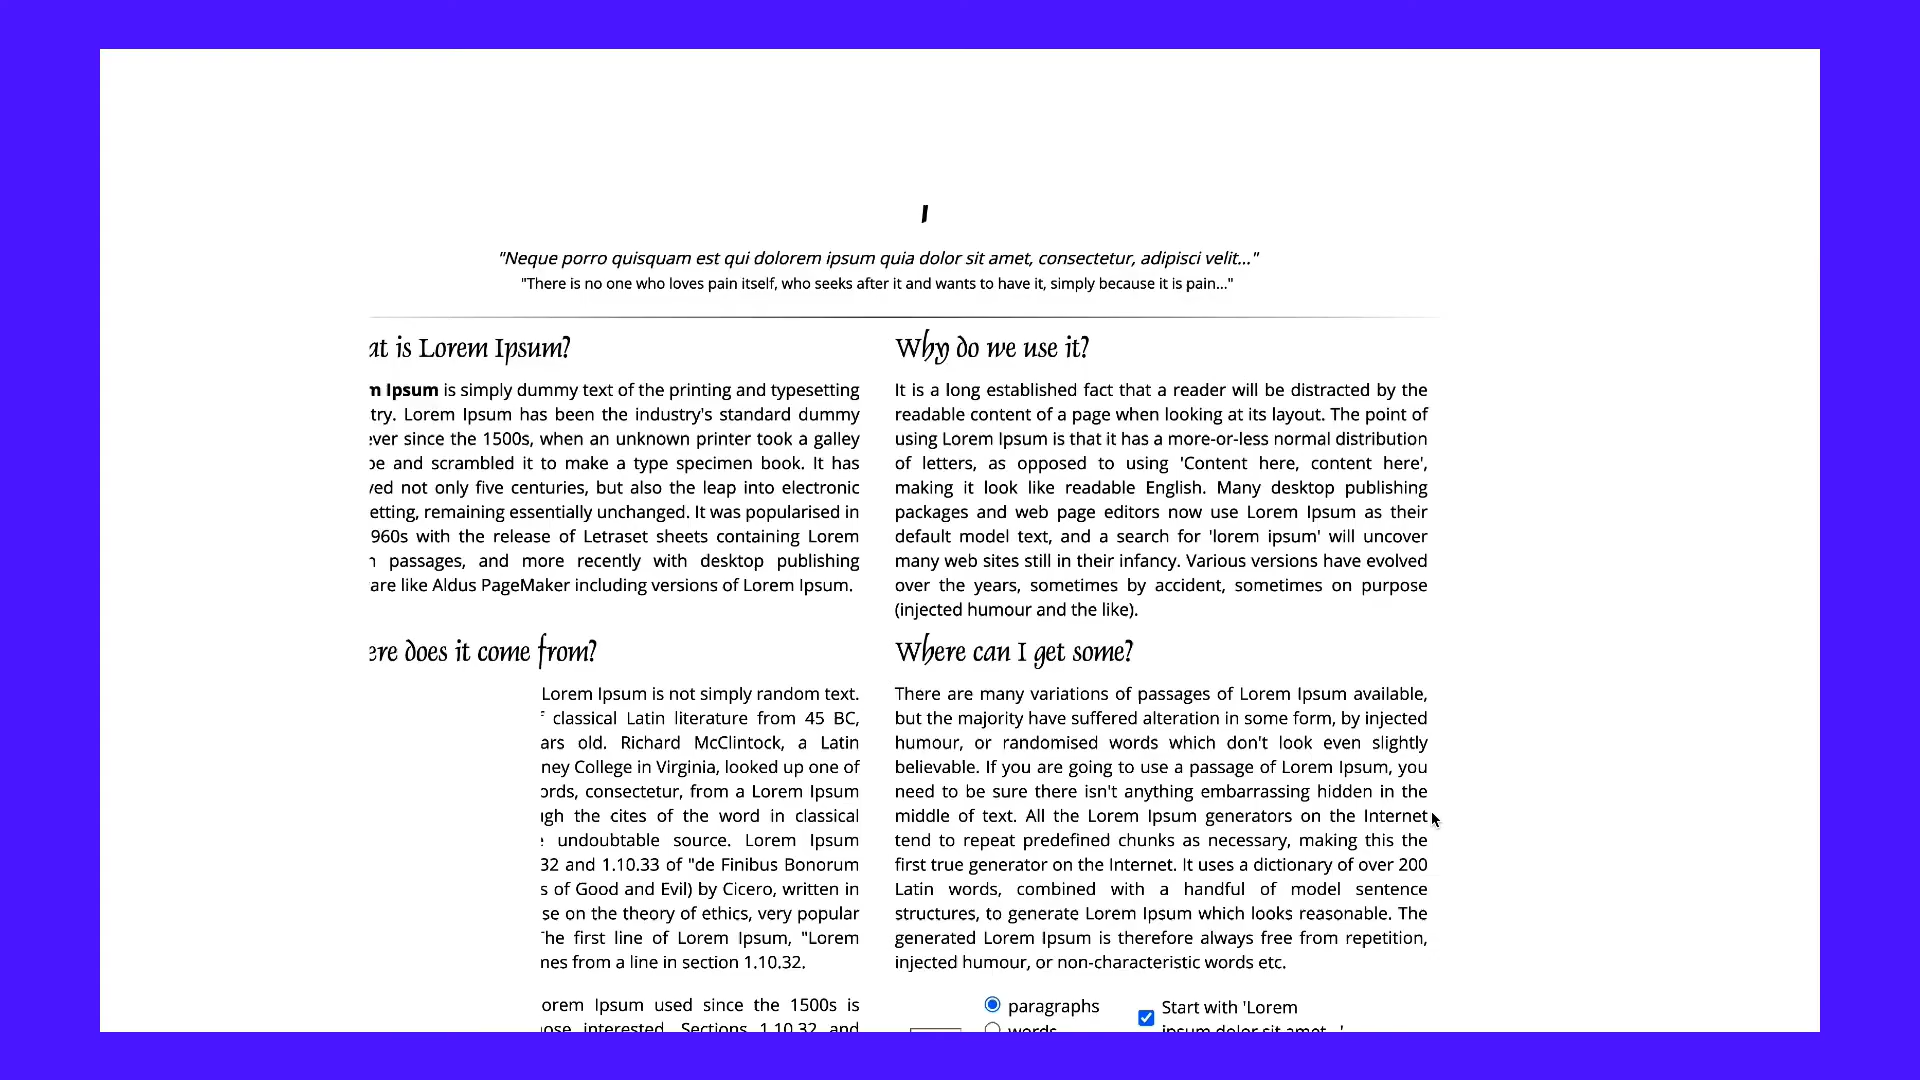 "Neque porro quisquam est qui dolorem ipsum quia dolor sit amet, consectetur, adipisci velit..."
"There is no one who loves pain itself, who seeks after it and wants to have it, simply because it is pain..."
is Lorem Ipsum?
Ipsum is simply dummy text of the printing and typesetting
Lorem Ipsum has been the industry's standard dummy
since the 1500s, when an unknown printer took a galley
and scrambled it to make a type specimen book. It has
not only five centuries, but also the leap into electronic
remaining essentially unchanged. It was popularised in
with the release of Letraset sheets containing Lorem
passages, and more recently with desktop publishing
like Aldus PageMaker including versions of Lorem Ipsum.
Why do we use it?
It is a long established fact that a reader will be distracted by the
readable content of a page when looking at its layout. The point of
using Lorem Ipsum is that it has a more-or-less normal distribution
of letters, as opposed to using 'Content here, content here',
making it look like readable English. Many desktop publishing
packages and web page editors now use Lorem Ipsum as their
default model text, and a search for 'lorem ipsum' will uncover
many web sites still in their infancy. Various versions have evolved
over the years, sometimes by accident, sometimes on purpose
(injected humour and the like).
does it come from?
Lorem Ipsum is not simply random text.
classical Latin literature from 45 BC,
old. Richard McClintock, a Latin
College in Virginia, looked up one of
consectetur, from a Lorem Ipsum
the cites of the word in classical
undoubtable source. Lorem Ipsum
32 and 1.10.33 of "de Finibus Bonorum
of Good and Evil) by Cicero, written in
on the theory of ethics, very popular
first line of Lorem Ipsum, "Lorem
from a line in section 1.10.32.
Ipsum used since the 1500s is
interested. Sections 1.10.32 and
Where can I get some?
There are many variations of passages of Lorem Ipsum available,
but the majority have suffered alteration in some form, by injected
humour, or randomised words which don't look even slightly
believable. If you are going to use a passage of Lorem Ipsum, you
need to be sure there isn't anything embarrassing hidden in the
middle of text. All the Lorem Ipsum generators on the Internet
tend to repeat predefined chunks as necessary, making this the
first true generator on the Internet. It uses a dictionary of over 200
Latin words, combined with a handful of model sentence
structures, to generate Lorem Ipsum which looks reasonable. The
generated Lorem Ipsum is therefore always free from repetition,
injected humour, or non-characteristic words etc.
paragraphs
words
Start with 'Lorem
ipsum dolor sit amet...'